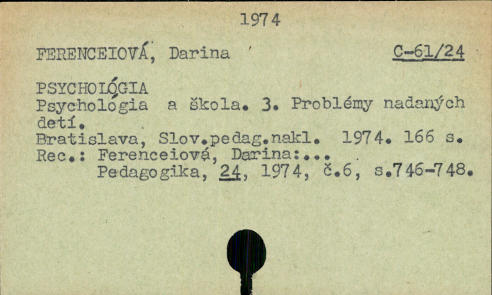 1974
FERENCEIOVÁ, Darina C-61/24
PSYCHOLÓGIA
Psychológia a škola. 3. Problémy nadaných
detí.
Bratislava, Slov.pedag.nakl. 1974. 166 s.
Rec.: Ferenceiová, Darina:...
Pedagogika, 24, 1974, č.6, s.746-748.